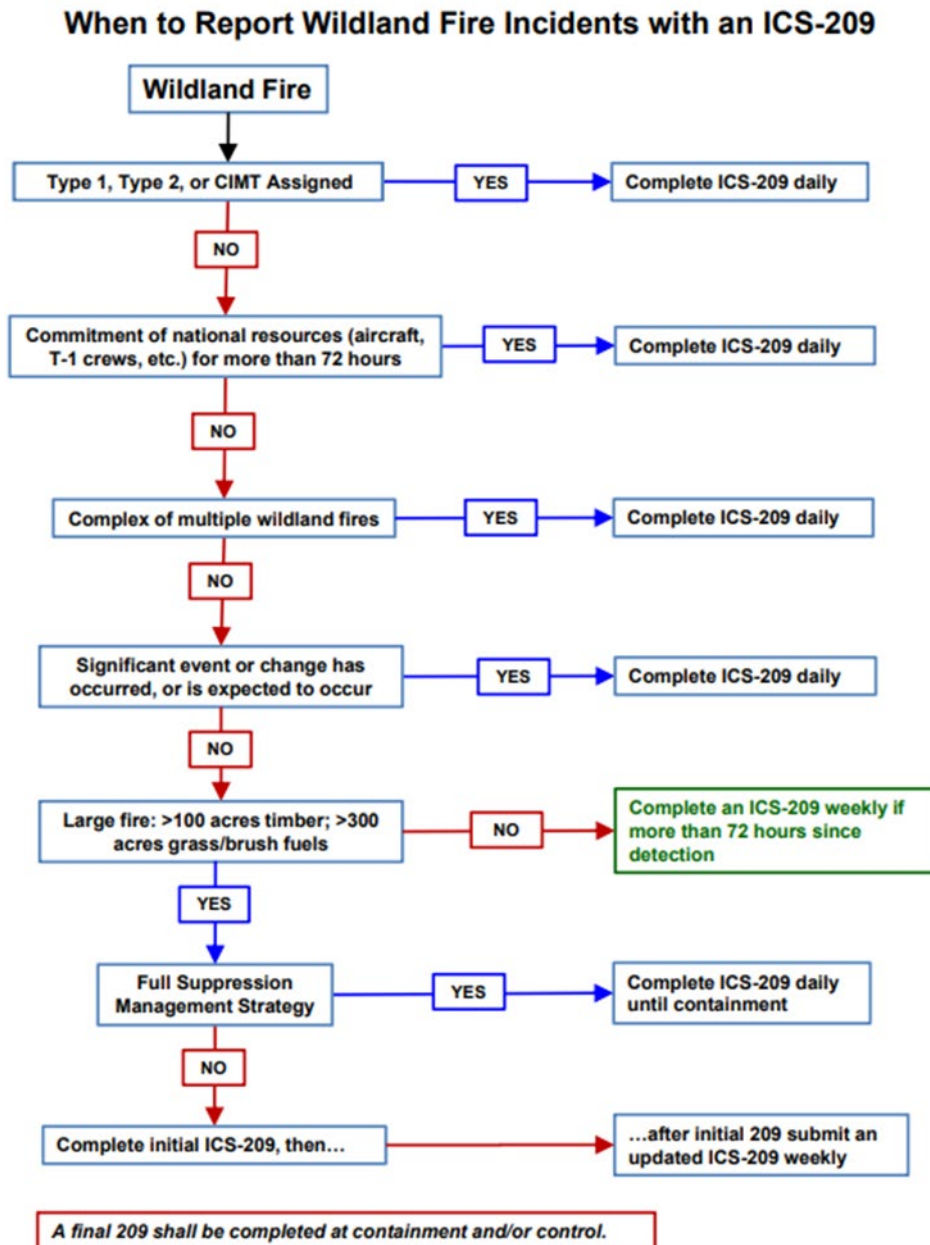 When to Report Wildland Fire Incidents with an ICS-209
Wildland Fire
Type 1, Type 2, or CIMT Assigned
YES
Complete ICS-209 daily
NO
Commitment of national resources (aircraft,
T-1 crews, etc.) for more than 72 hours
YES
Complete ICS-209 daily
NO
Complex of multiple wildland fires
YES
Complete ICS-209 daily
NO
Significant event or change has
occurred, or is expected to occur
YES
Complete ICS-209 daily
NO
Large fire: >100 acres timber; >300
acres grass/brush fuels
NO
Complete an ICS-209 weekly if
more than 72 hours since
detection
YES
Full Suppression
Management Strategy
YES
Complete ICS-209 daily
until containment
NO
Complete initial ICS-209, then…
…after initial 209 submit an
updated ICS-209 weekly
A final 209 shall be completed at containment and/or control.